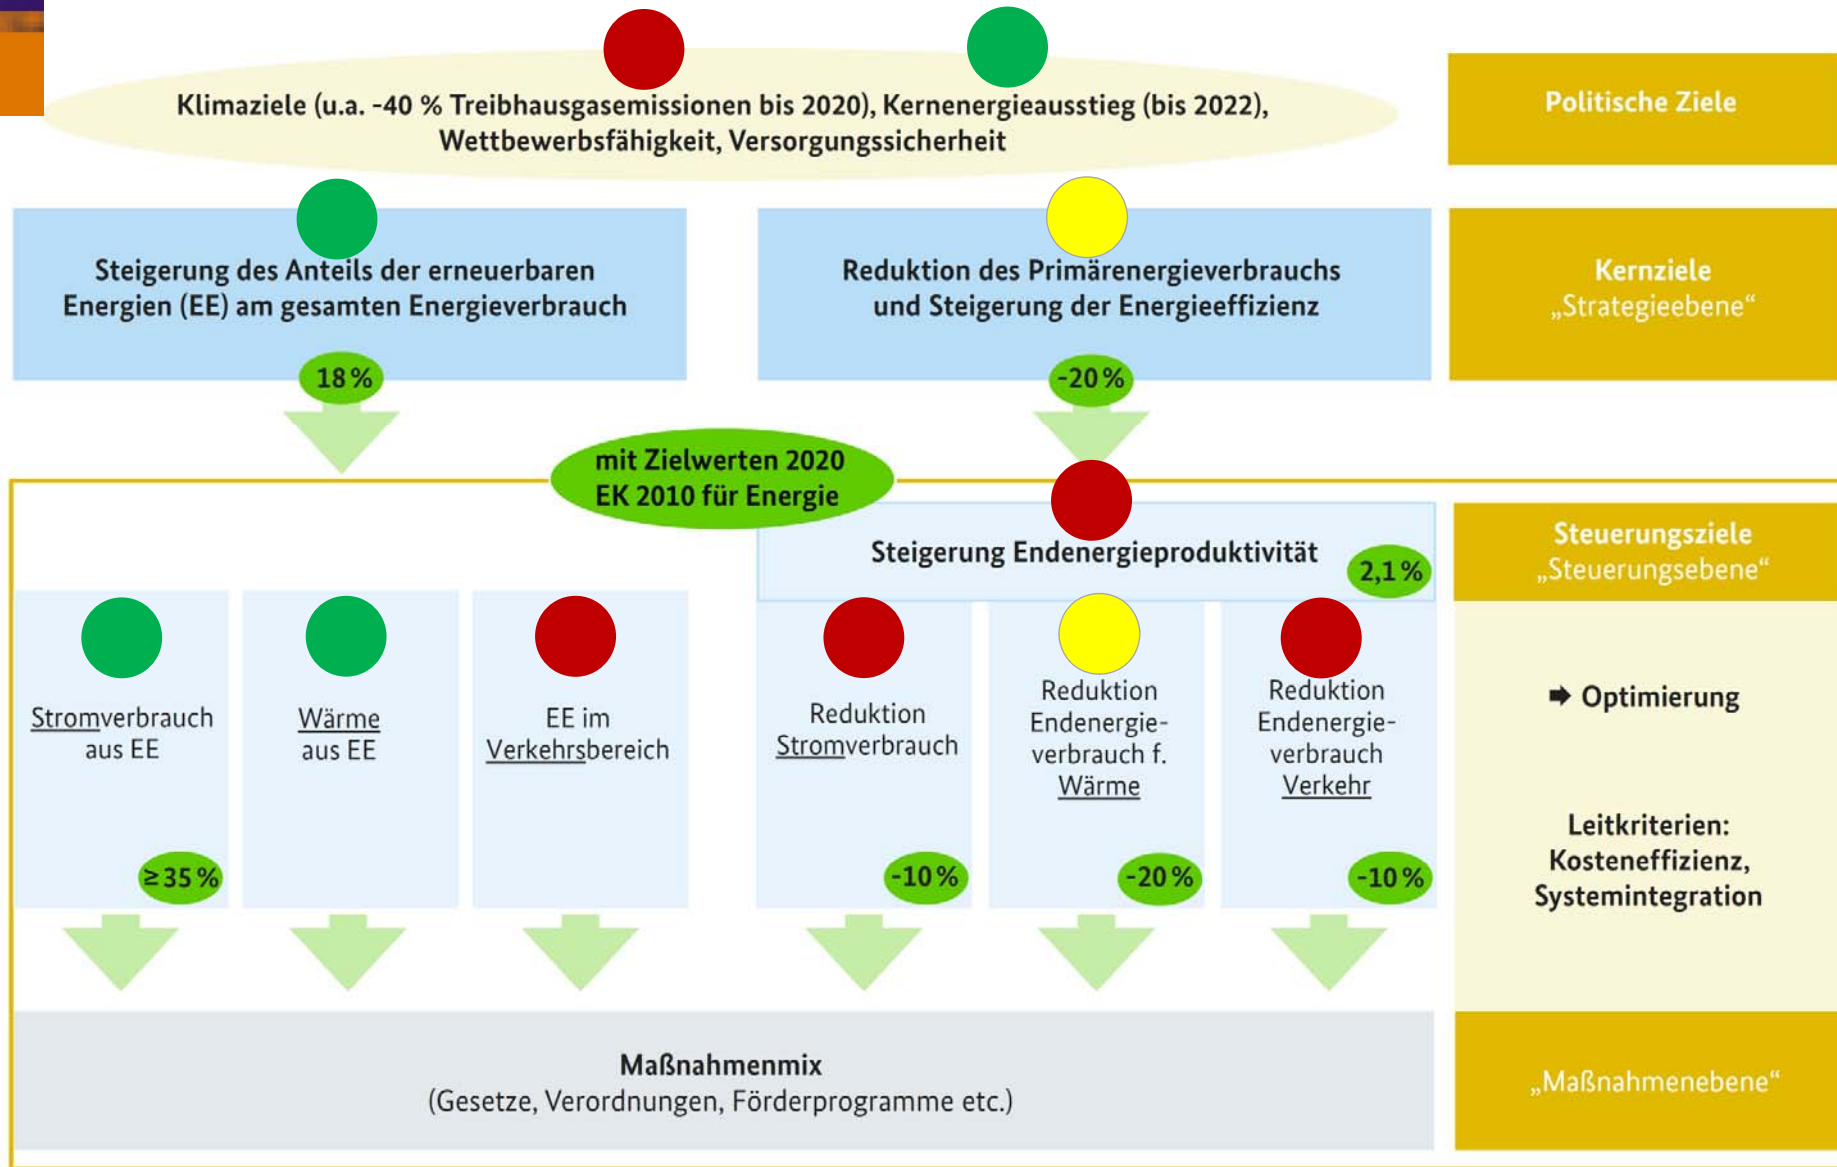 Klimaziele (u.a. -40 % Treibhausgasemissionen bis 2020), Kernenergieausstieg (bis 2022),
Wettbewerbsfähigkeit, Versorgungssicherheit
Politische Ziele
Steigerung des Anteils der erneuerbaren
Energien (EE) am gesamten Energieverbrauch
18 %
Reduktion des Primärenergieverbrauchs
und Steigerung der Energieeffizienz
-20 %
Kernziele
„Strategieebene“
mit Zielwerten 2020
EK 2010 für Energie
Steigerung Endenergieproduktivität
2,1 %
Steuerungsziele
„Steuerungsebene“
Stromverbrauch
aus EE
≥ 35 %
Wärme
aus EE
EE im
Verkehrsbereich
Reduktion
Stromverbrauch
-10 %
Reduktion
Endenergie-
verbrauch f.
Wärme
-20 %
Reduktion
Endenergie-
verbrauch
Verkehr
-10 %
➡ Optimierung
Leitkriterien:
Kosteneffizienz,
Systemintegration
Maßnahmenmix
(Gesetze, Verordnungen, Förderprogramme etc.)
„Maßnahmenebene“